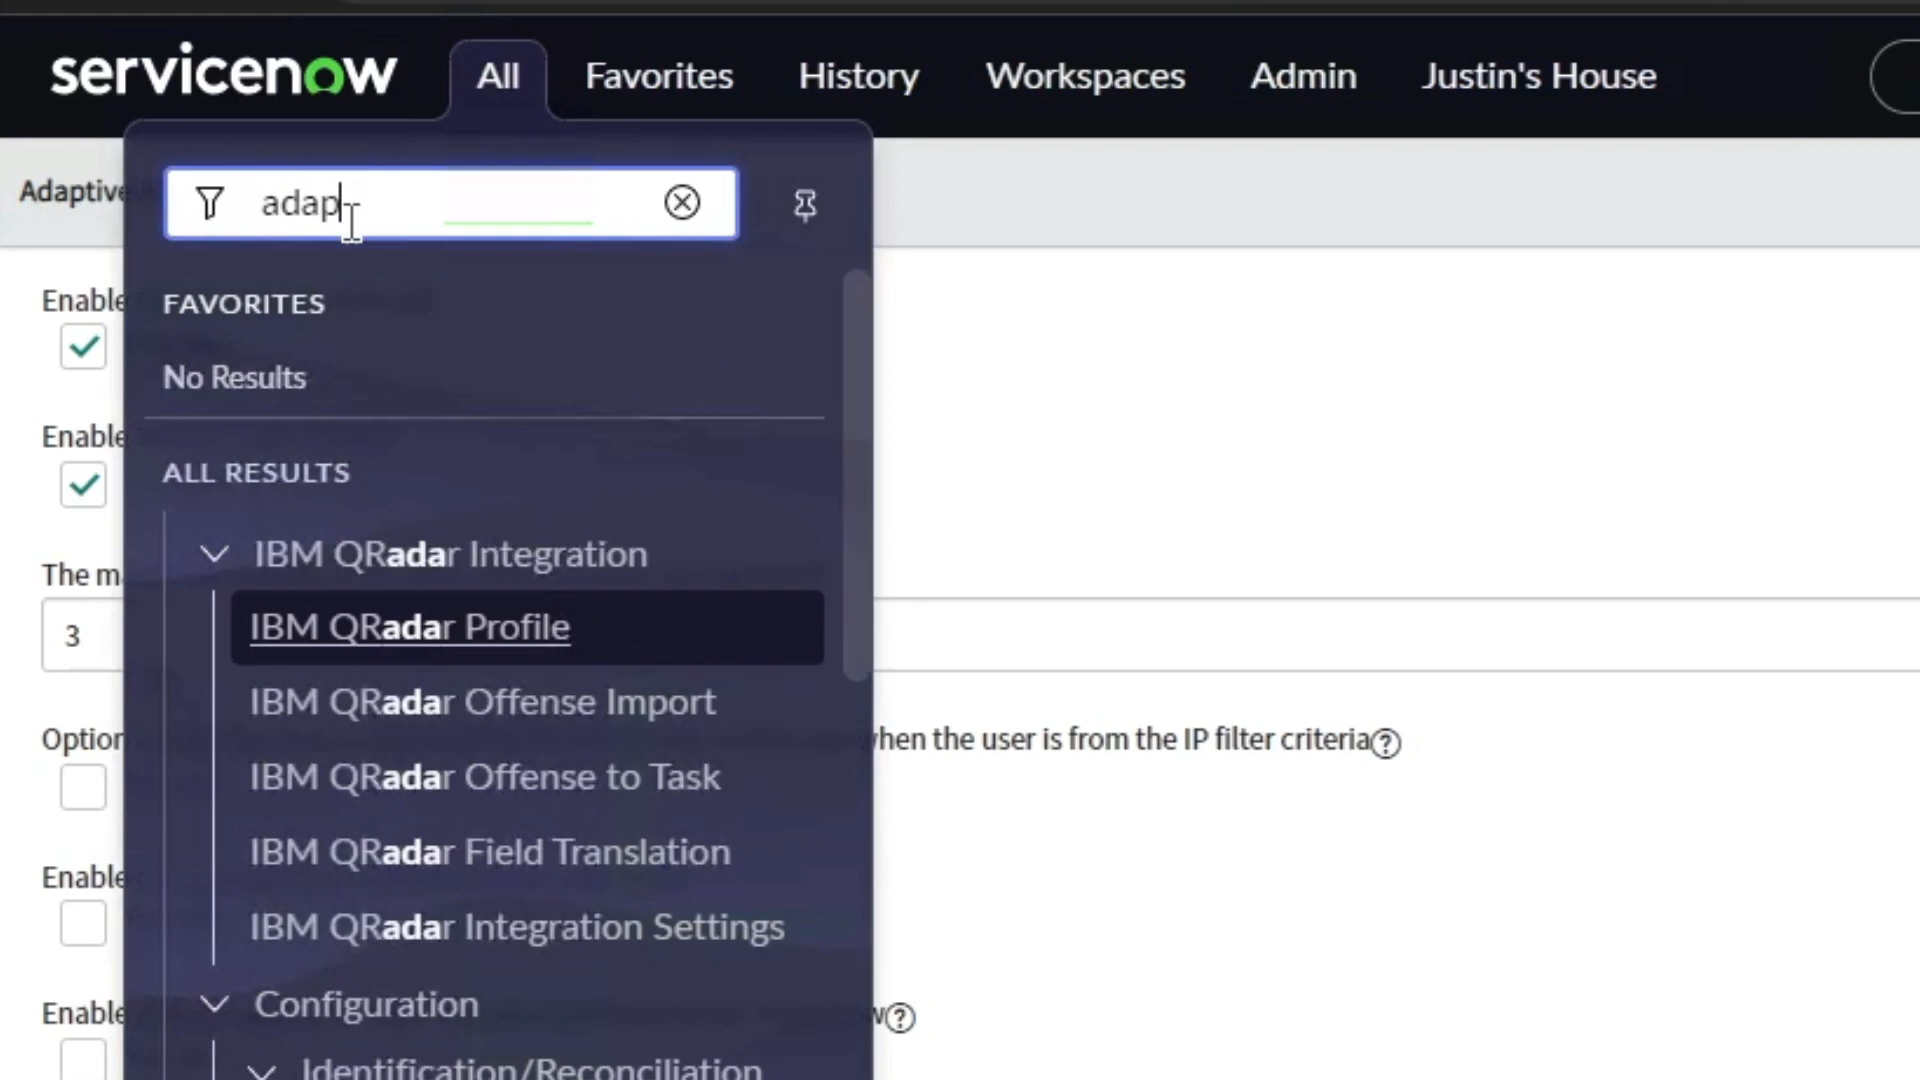 servicenow All Favorites History Workspaces Admin Justin's House
Adaptive
adap
FAVORITES
No Results
ALL RESULTS
IBM QRadar Integration
IBM QRadar Profile
IBM QRadar Offense Import
IBM QRadar Offense to Task
IBM QRadar Field Translation
IBM QRadar Integration Settings
Configuration
Identification/Reconciliation
Enable
Enable
The m
3
Option when the user is from the IP filter criteria
Enable
Enable